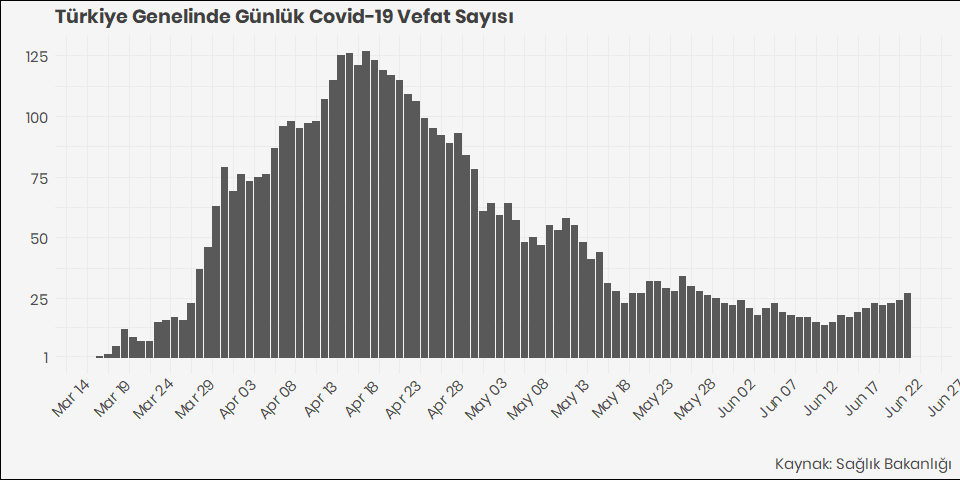 Türkiye Genelinde Günlük Covid-19 Vefat Sayısı
125
100
75
50
25
1
Mar 14
Mar 19
Mar 24
Mar 29
Apr 03
Apr 08
Apr 13
Apr 18
Apr 23
Apr 28
May 03
May 08
May 13
May 18
May 23
May 28
Jun 02
Jun 07
Jun 12
Jun 17
Jun 22
Jun 27
Kaynak: Sağlık Bakanlığı